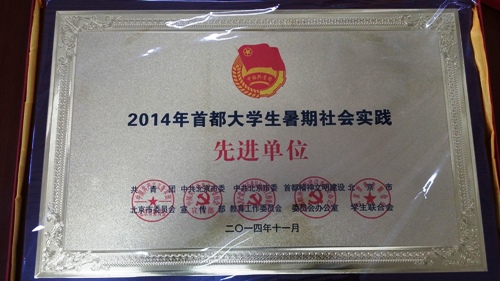 2014年首都大学生暑期社会实践
先进单位
共青团 中共北京市委 中共北京市委 首都精神文明建设 北京市
北京市委员会 宣传部 教育工作委员会 委员会办公室 学生联合会
二〇一四年十一月